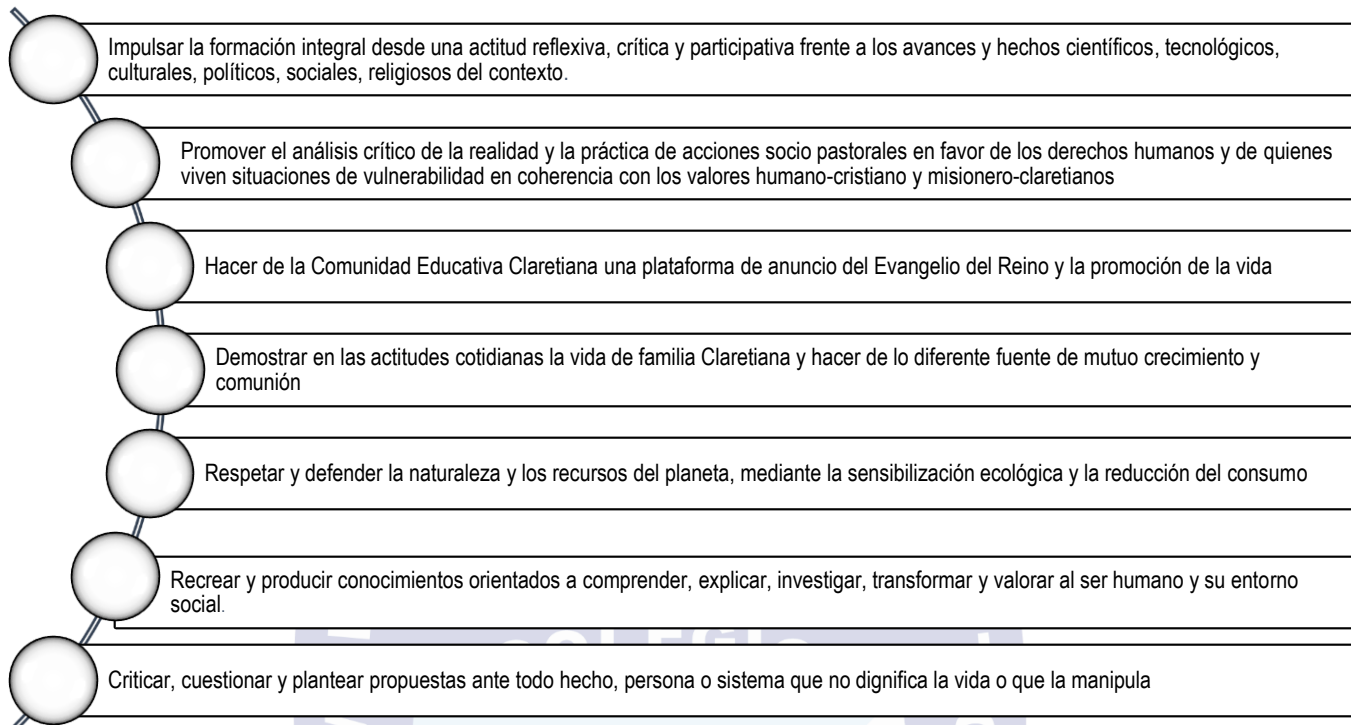 Impulsar la formación integral desde una actitud reflexiva, crítica y participativa frente a los avances y hechos científicos, tecnológicos,
culturales, políticos, sociales, religiosos del contexto.
Promover el análisis crítico de la realidad y la práctica de acciones socio pastorales en favor de los derechos humanos y de quienes
viven situaciones de vulnerabilidad en coherencia con los valores humano-cristiano y misionero-claretianos
Hacer de la Comunidad Educativa Claretiana una plataforma de anuncio del Evangelio del Reino y la promoción de la vida
Demostrar en las actitudes cotidianas la vida de familia Claretiana y hacer de lo diferente fuente de mutuo crecimiento y
comunión
Respetar y defender la naturaleza y los recursos del planeta, mediante la sensibilización ecológica y la reducción del consumo
Recrear y producir conocimientos orientados a comprender, explicar, investigar, transformar y valorar al ser humano y su entorno
social.
Criticar, cuestionar y plantear propuestas ante todo hecho, persona o sistema que no dignifica la vida o que la manipula